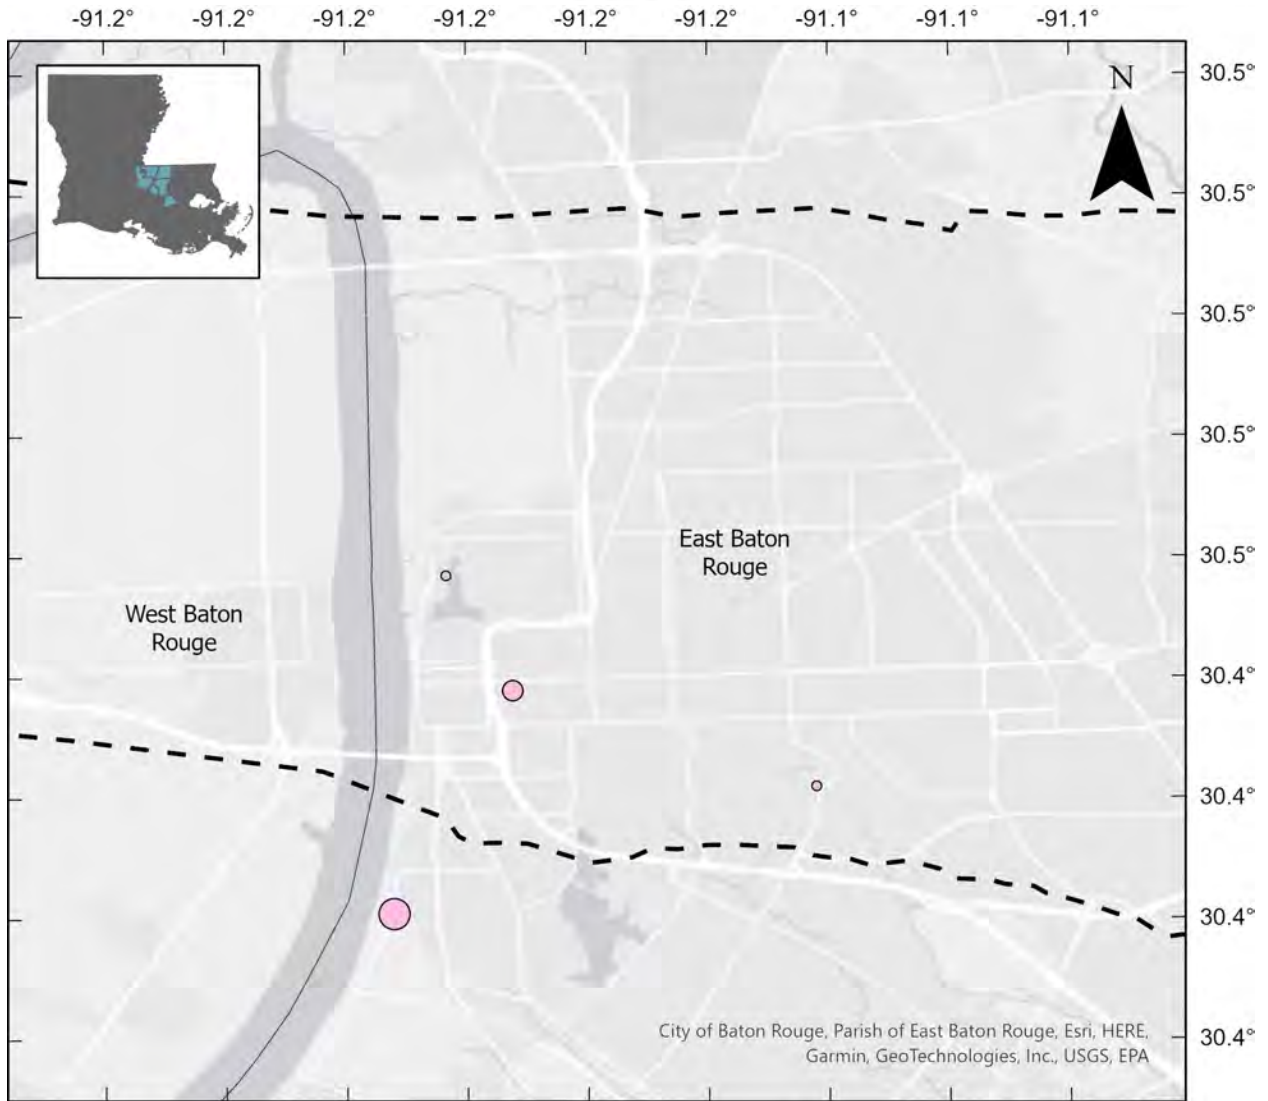 -91.2° -91.2° -91.2° -91.2° -91.2° -91.2° -91.1° -91.1° -91.1°
N
30.5°
30.5°
30.5°
30.5°
30.5°
30.4°
30.4°
30.4°
30.4°
East Baton
Rouge
West Baton
Rouge
City of Baton Rouge, Parish of East Baton Rouge, Esri, HERE,
Garmin, GeoTechnologies, Inc., USGS, EPA